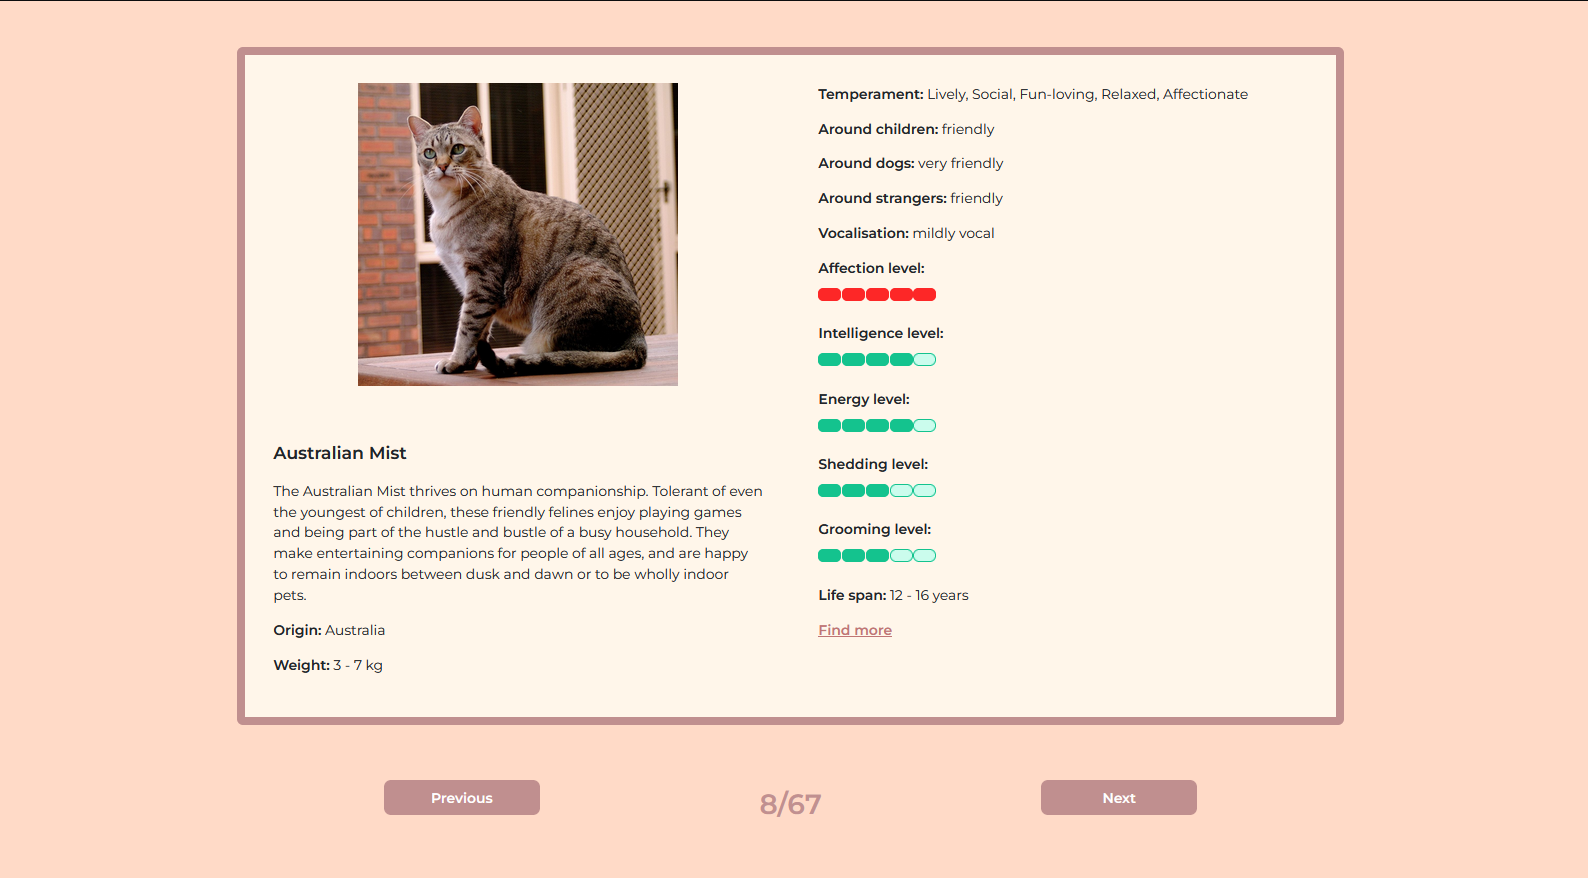 Australian Mist
The Australian Mist thrives on human companionship. Tolerant of even
the youngest of children, these friendly felines enjoy playing games
and being part of the hustle and bustle of a busy household. They
make entertaining companions for people of all ages, and are happy
to remain indoors between dusk and dawn or to be wholly indoor
pets.
Origin: Australia
Weight: 3 - 7 kg
Temperament: Lively, Social, Fun-loving, Relaxed, Affectionate
Around children: friendly
Around dogs: very friendly
Around strangers: friendly
Vocalisation: mildly vocal
Affection level:
Intelligence level:
Energy level:
Shedding level:
Grooming level:
Life span: 12 - 16 years
Find more
Previous
8/67
Next